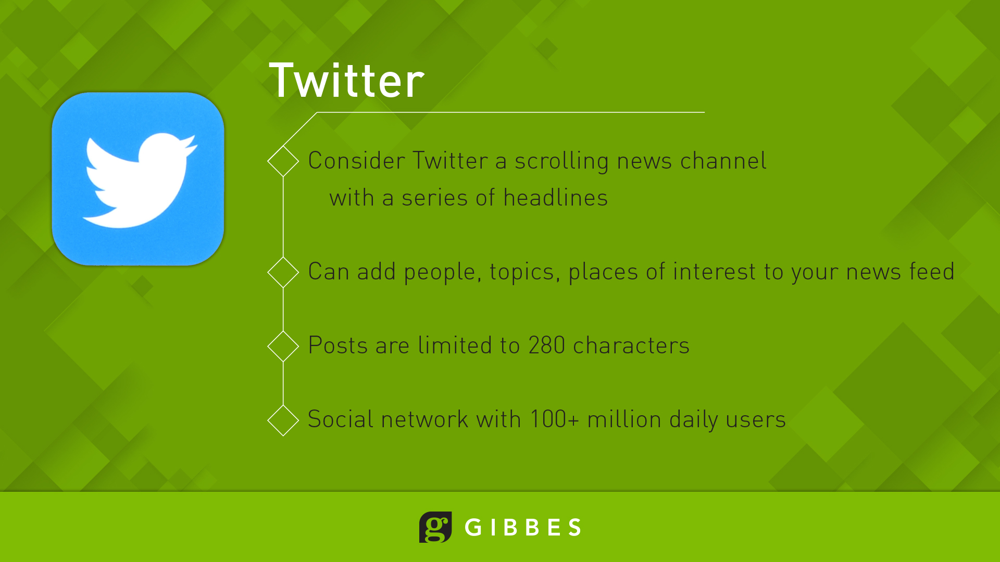 Twitter
Consider Twitter a scrolling news channel
with a series of headlines
Can add people, topics, places of interest to your news feed
Posts are limited to 280 characters
Social network with 100+ million daily users
g GIBBES